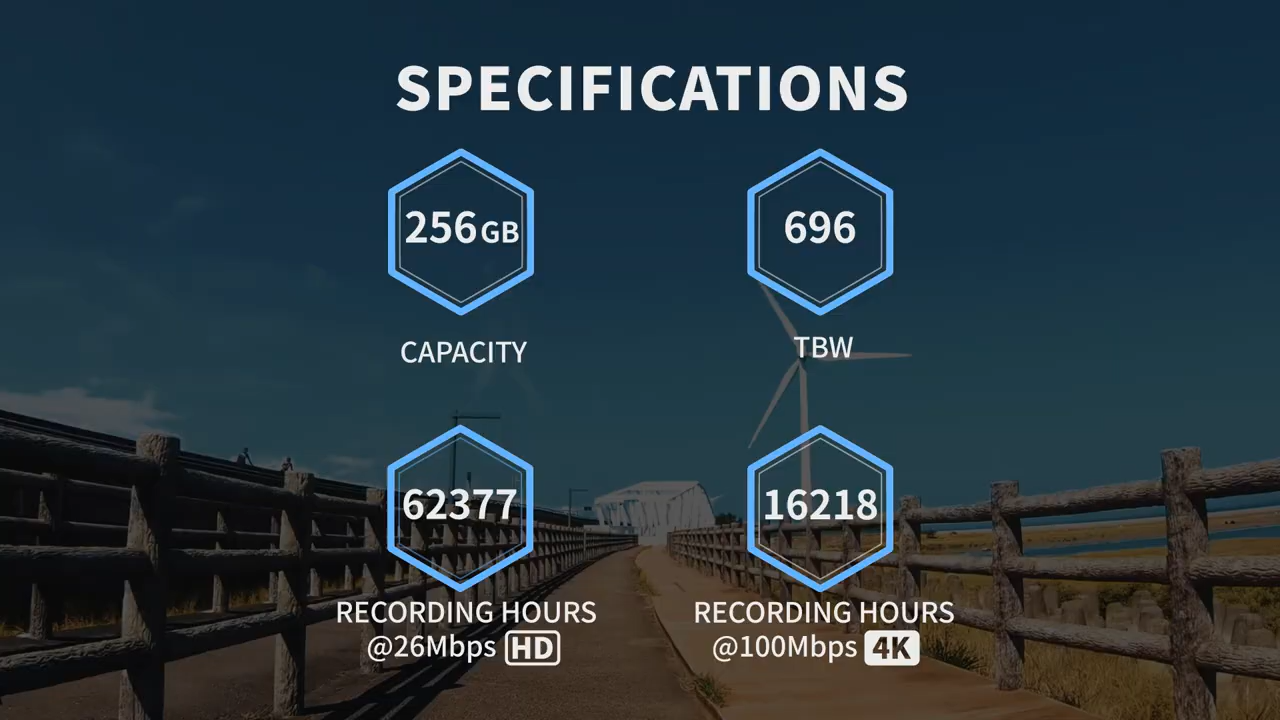 SPECIFICATIONS
256GB
696
CAPACITY
TBW
62377
16218
RECORDING HOURS
@26Mbps HD
RECORDING HOURS
@100Mbps 4K